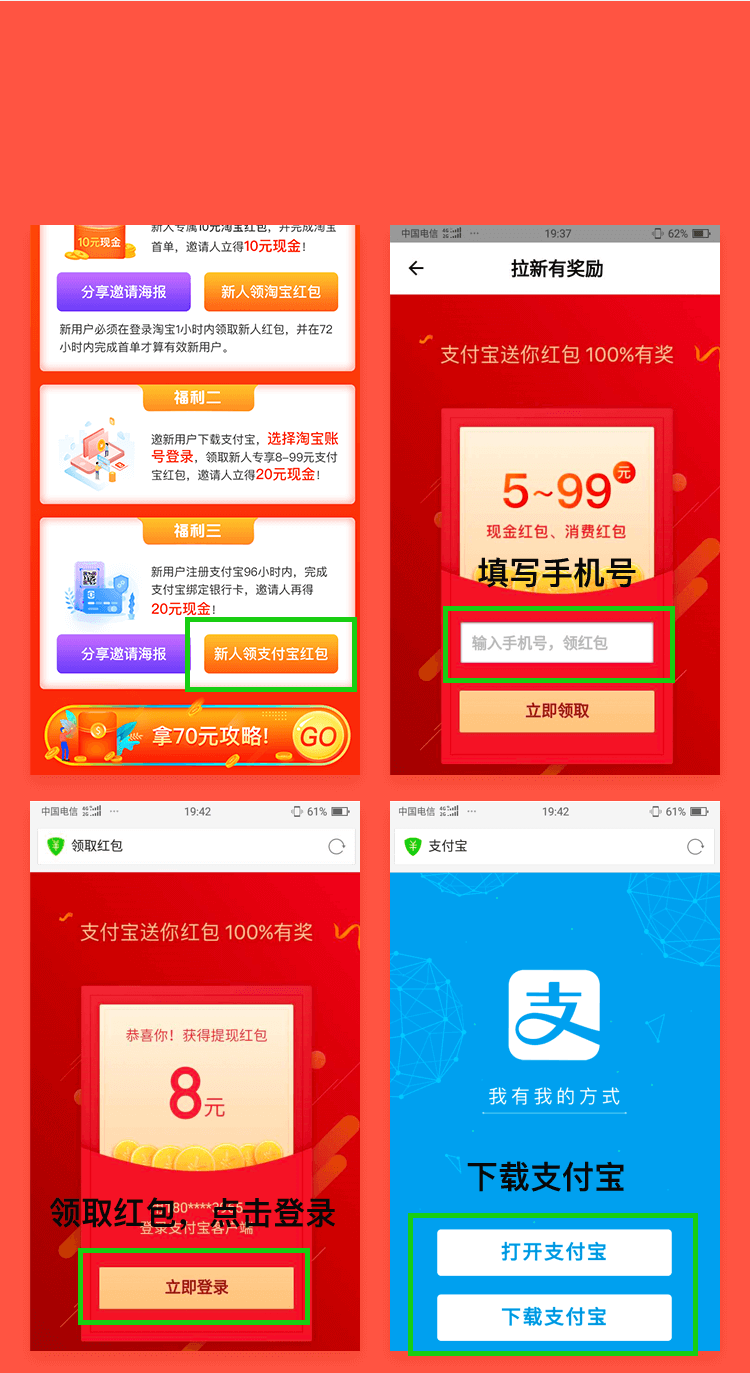 新人专属10元淘宝红包，并完成淘宝
10元现金
首单，邀请人立得10元现金！
分享邀请海报
新人领淘宝红包
新用户必须在登录淘宝1小时内领取新人红包，并在72
小时内完成首单才算有效新用户。
福利二
邀新用户下载支付宝，选择淘宝账
号登录，领取新人专享8-99元支付
宝红包，邀请人立得20元现金！
福利三
新用户注册支付宝96小时内，完成
支付宝绑定银行卡，邀请人再得
20元现金！
分享邀请海报
新人领支付宝红包
拿70元攻略!
GO
中国电信
19:37
62%
拉新有奖励
支付宝送你红包 100%有奖
5~99元
现金红包、消费红包
填写手机号
输入手机号，领红包
立即领取
中国电信
19:42
61%
领取红包
支付宝送你红包 100%有奖
恭喜你！获得提现红包
8元
领取红包，点击登录
登录支付宝客户端
立即登录
中国电信
19:42
61%
支付宝
支
我有我的方式
下载支付宝
打开支付宝
下载支付宝